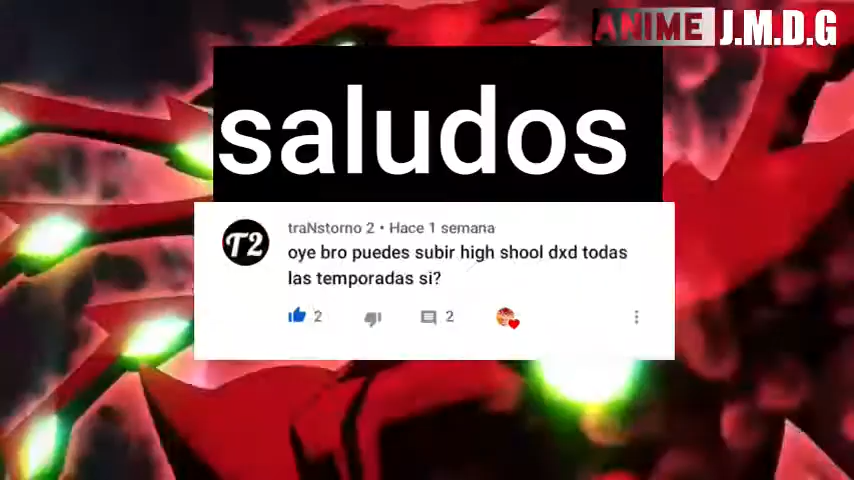 ANIME J.M.D.G
saludos
T2
traNstorno 2 • Hace 1 semana
oye bro puedes subir high shool dxd todas
las temporadas si?
2 2